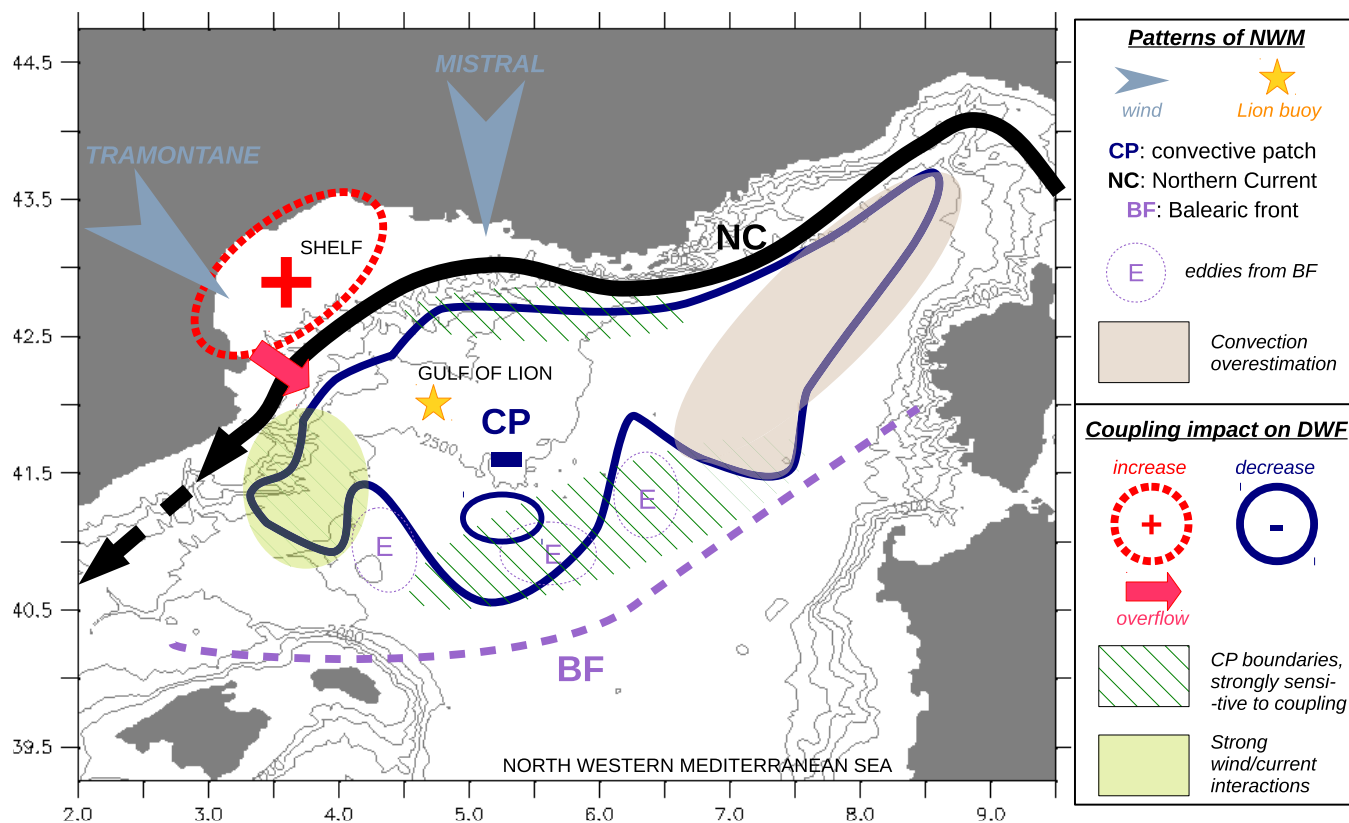 MISTRAL
TRAMONTANE
SHELF
NC
GULF OF LION
CP
2500
E
E
E
BF
NORTH WESTERN MEDITERRANEAN SEA
44.5
43.5
42.5
41.5
40.5
39.5
2.0 3.0 4.0 5.0 6.0 7.0 8.0 9.0
Patterns of NWM
wind
Lion buoy
CP: convective patch
NC: Northern Current
BF: Balearic front
E
eddies from BF
Convection
overestimation
Coupling impact on DWF
increase
decrease
+
-
overflow
CP boundaries,
strongly sensi-
-tive to coupling
Strong
wind/current
interactions